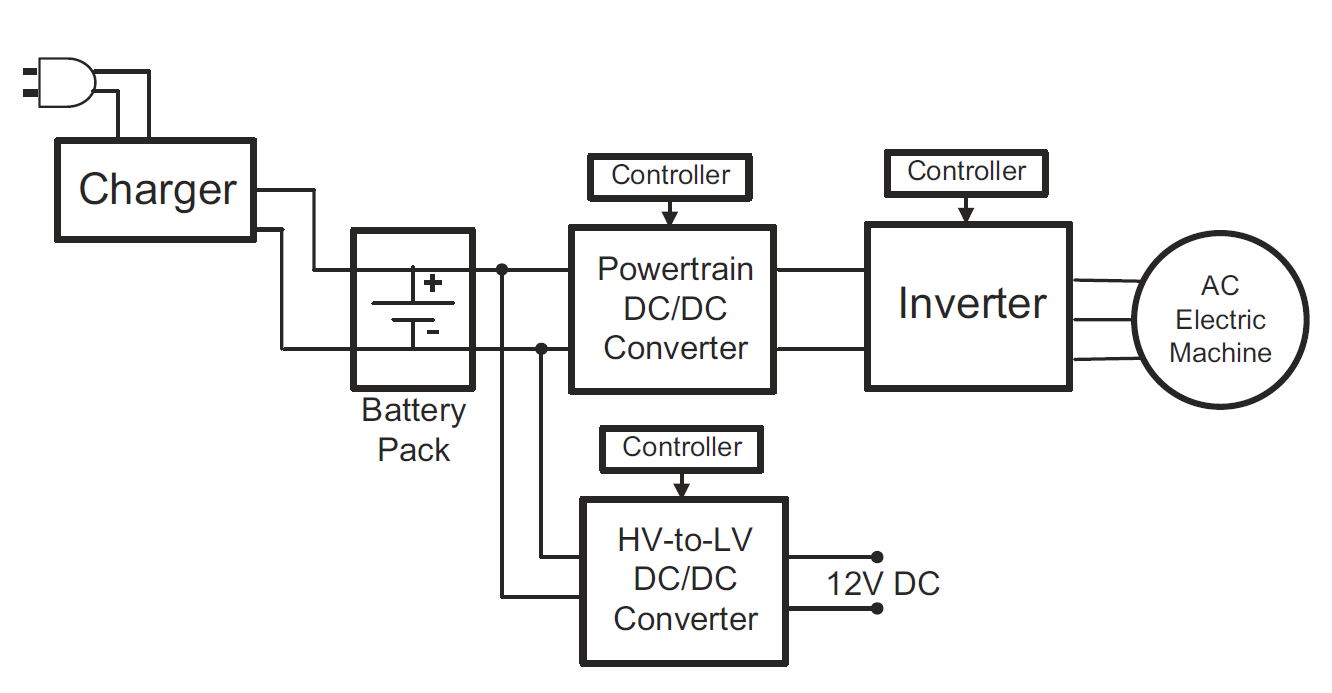 Charger
Controller
Controller
Powertrain
DC/DC
Converter
Inverter
AC
Electric
Machine
+
-
Battery
Pack
Controller
HV-to-LV
DC/DC
Converter
12V DC